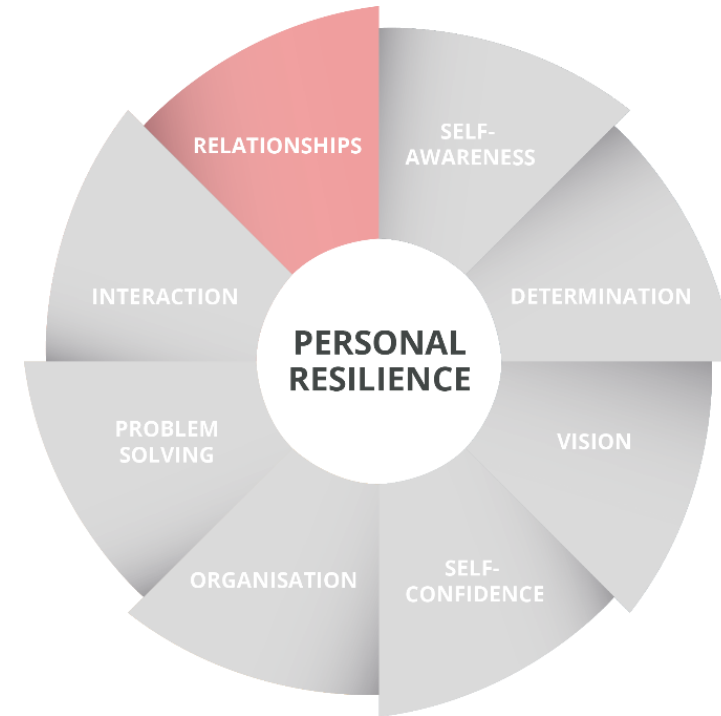 RELATIONSHIPS
SELF-
AWARENESS
INTERACTION
DETERMINATION
PERSONAL
RESILIENCE
PROBLEM
SOLVING
VISION
ORGANISATION
SELF-
CONFIDENCE